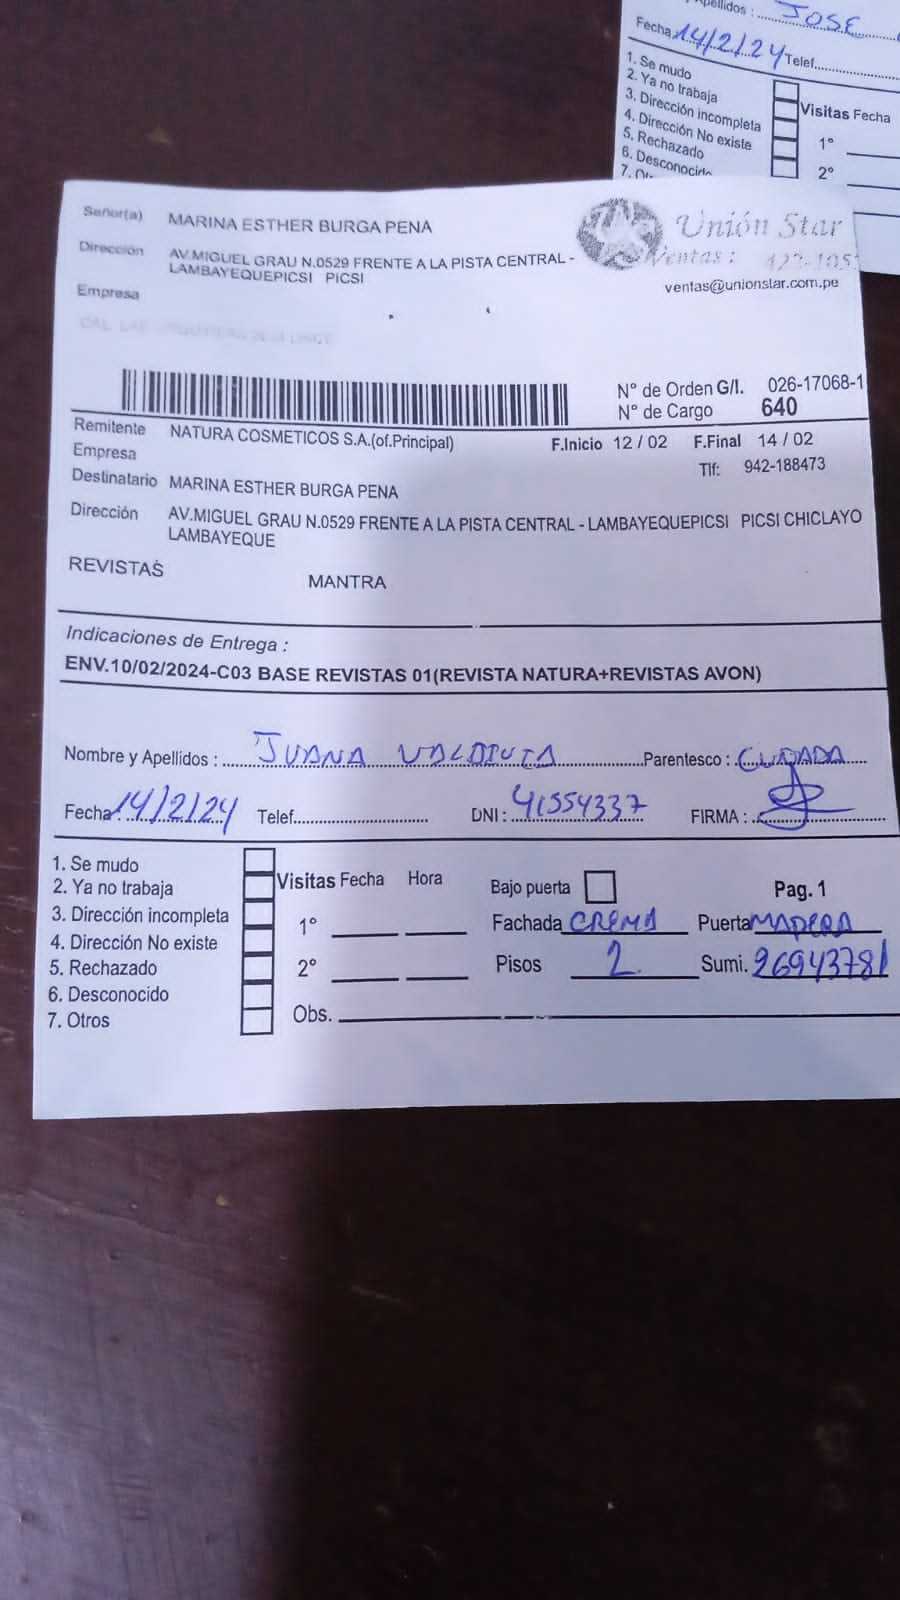 Apellidos : JOSE
Fecha 14/2/24 Telef.
1. Se mudo
2. Ya no trabaja
3. Dirección incompleta
4. Dirección No existe
5. Rechazado
6. Desconocido
7.
Visitas Fecha
1°
2°
Señor(a) MARINA ESTHER BURGA PENA
Dirección AV.MIGUEL GRAU N.0529 FRENTE A LA PISTA CENTRAL -
LAMBAYEQUEPICSI PICSI
Empresa
Unión Star
Ventas :
ventas@unionstar.com.pe
N° de Orden G/I. 026-17068-1
N° de Cargo 640
Remitente NATURA COSMETICOS S.A.(of.Principal) F.Inicio 12 / 02 F.Final 14 / 02
Empresa Tlf: 942-188473
Destinatario MARINA ESTHER BURGA PENA
Dirección AV.MIGUEL GRAU N.0529 FRENTE A LA PISTA CENTRAL - LAMBAYEQUEPICSI PICSI CHICLAYO
LAMBAYEQUE
REVISTAS MANTRA
Indicaciones de Entrega :
ENV.10/02/2024-C03 BASE REVISTAS 01(REVISTA NATURA+REVISTAS AVON)
Nombre y Apellidos : JUANA VALDIVIA Parentesco : CUÑADA
Fecha 14/2/24 Telef. DNI : 41554337 FIRMA :
1. Se mudo
2. Ya no trabaja
3. Dirección incompleta
4. Dirección No existe
5. Rechazado
6. Desconocido
7. Otros
Visitas Fecha Hora
1°
2°
Obs.
Bajo puerta Pag. 1
Fachada CREMA Puerta MADERA
Pisos 2 Sumi. 26943781